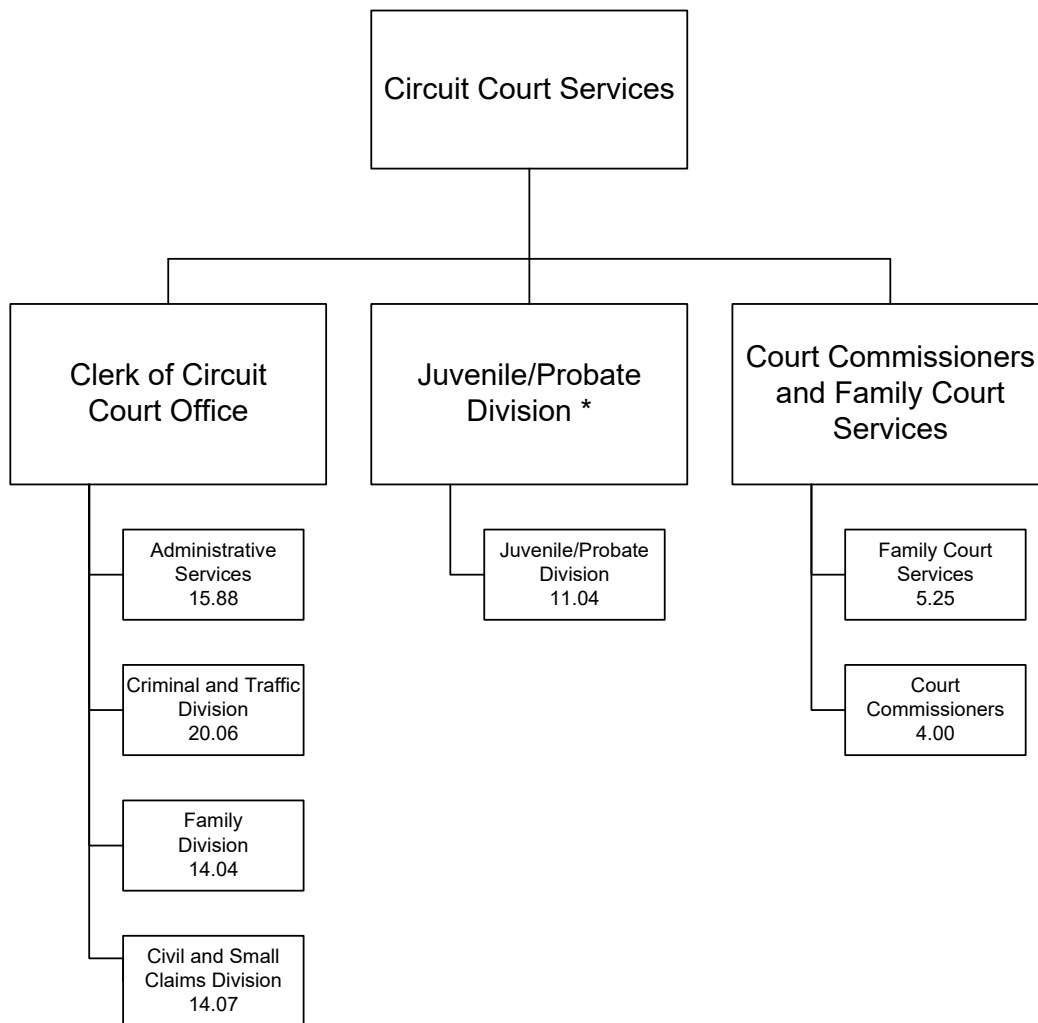 Circuit Court Services
Clerk of Circuit
Court Office
Juvenile/Probate
Division *
Court Commissioners
and Family Court
Services
Administrative
Services
15.88
Criminal and Traffic
Division
20.06
Family
Division
14.04
Civil and Small
Claims Division
14.07
Juvenile/Probate
Division
11.04
Family Court
Services
5.25
Court
Commissioners
4.00